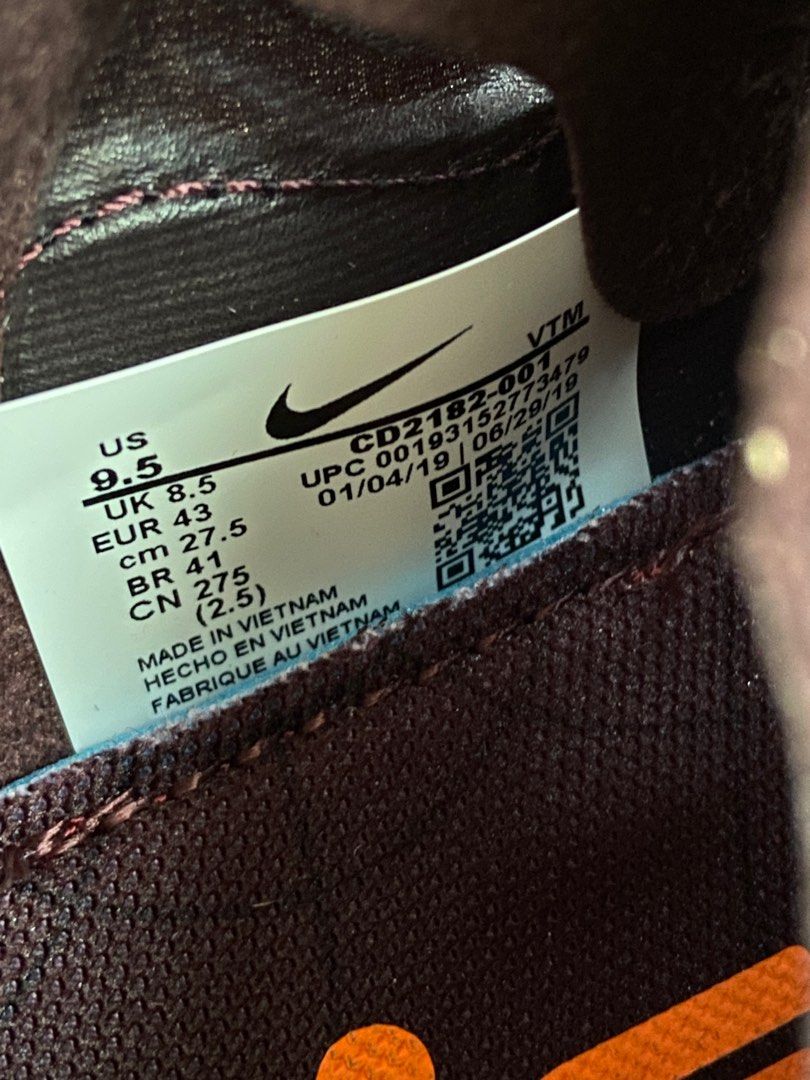 US
9.5
UK 8.5
EUR 43
cm 27.5
BR 41
CN 275
(2.5)
VTM
CD2182-001
UPC 00193152773479
01/04/19 | 06/29/19
MADE IN VIETNAM
HECHO EN VIETNAM
FABRIQUE AU VIETNAM